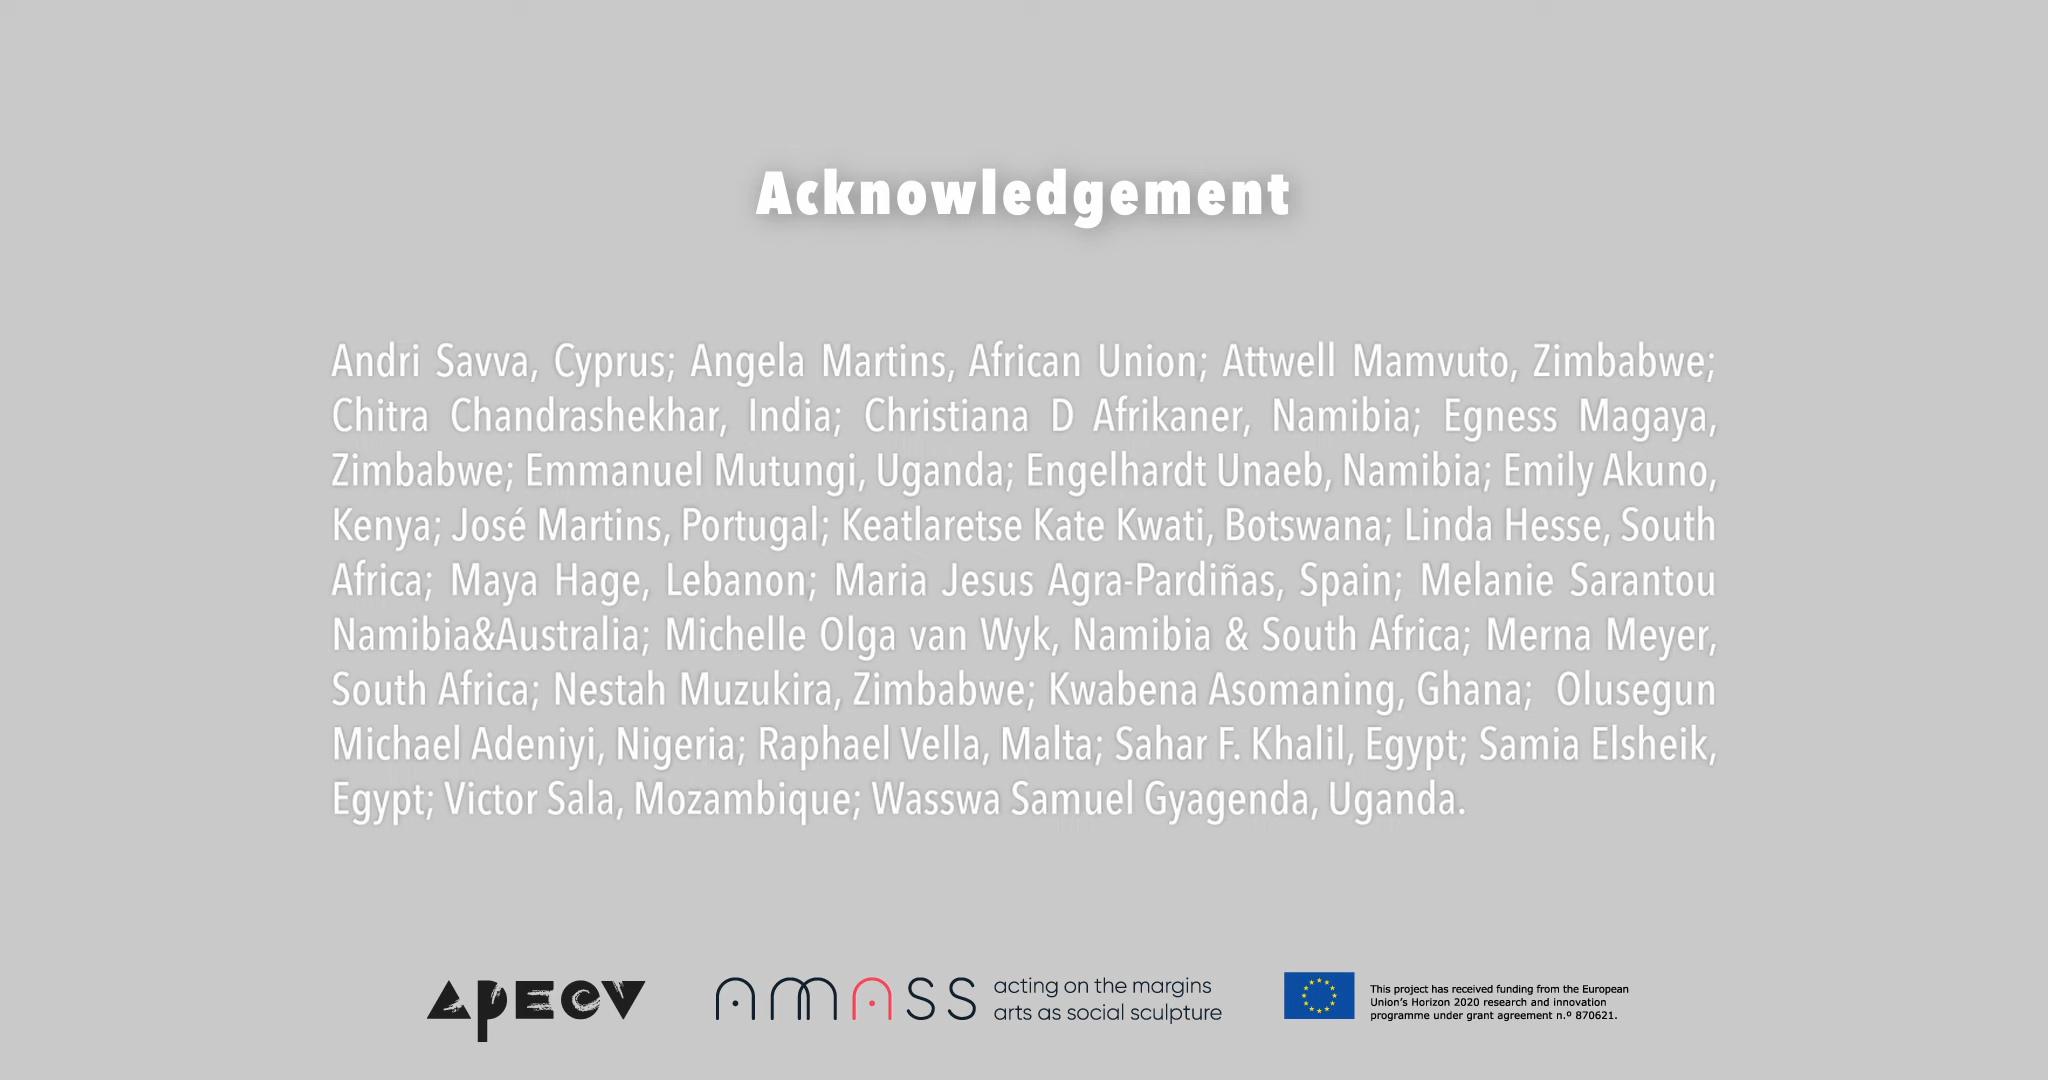 Acknowledgement
Andri Savva, Cyprus; Angela Martins, African Union; Attwell Mamvuto, Zimbabwe;
Chitra Chandrashekhar, India; Christiana D Afrikaner, Namibia; Egness Magaya,
Zimbabwe; Emmanuel Mutungi, Uganda; Engelhardt Unaeb, Namibia; Emily Akuno,
Kenya; José Martins, Portugal; Keatlaretse Kate Kwati, Botswana; Linda Hesse, South
Africa; Maya Hage, Lebanon; Maria Jesus Agra-Pardiñas, Spain; Melanie Sarantou
Namibia&Australia; Michelle Olga van Wyk, Namibia & South Africa; Merna Meyer,
South Africa; Nestah Muzukira, Zimbabwe; Kwabena Asomaning, Ghana; Olusegun
Michael Adeniyi, Nigeria; Raphael Vella, Malta; Sahar F. Khalil, Egypt; Samia Elsheik,
Egypt; Victor Sala, Mozambique; Wasswa Samuel Gyagenda, Uganda.
APECV
AMASS
acting on the margins
arts as social sculpture
This project has received funding from the European
Union's Horizon 2020 research and innovation
programme under grant agreement n.º 870621.